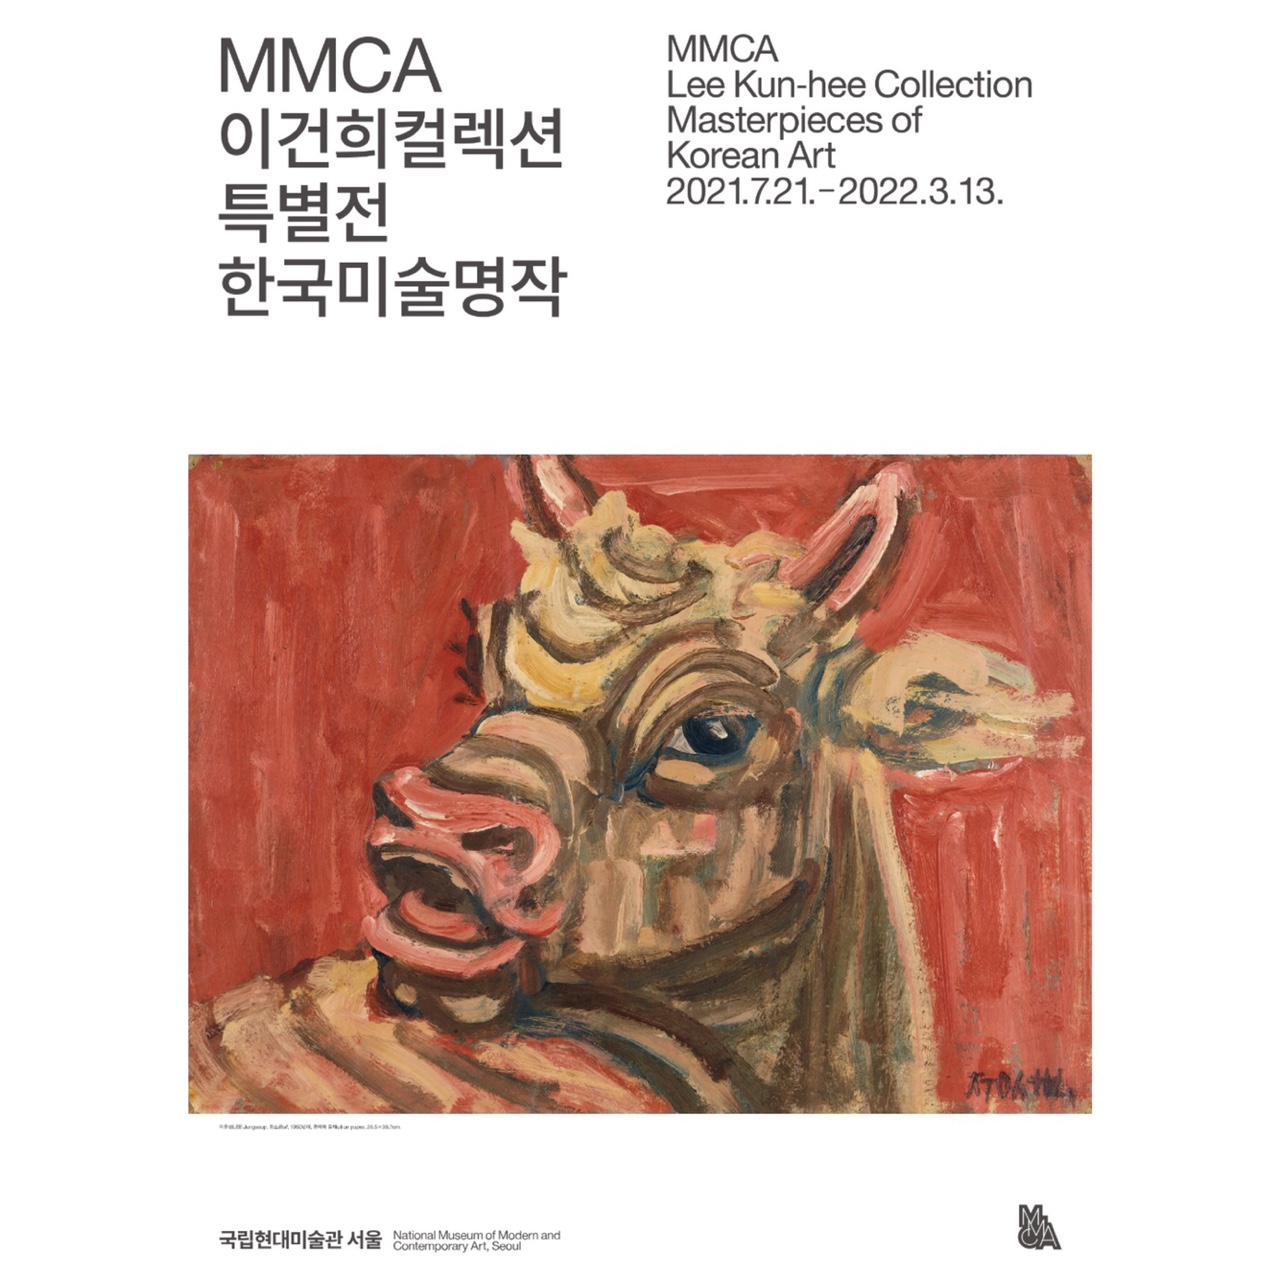 MMCA
이건희컬렉션
특별전
한국미술명작
MMCA
Lee Kun-hee Collection
Masterpieces of
Korean Art
2021.7.21.–2022.3.13.
국립현대미술관 서울
National Museum of Modern and
Contemporary Art, Seoul
MMCA